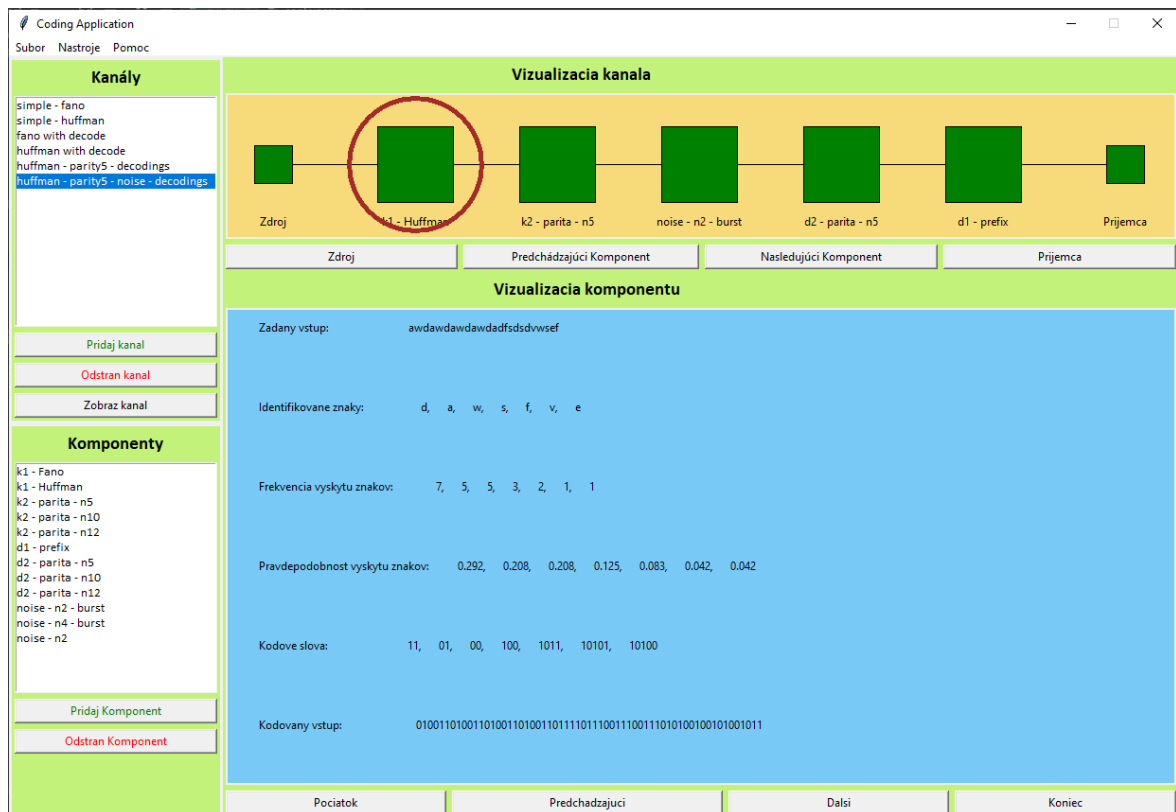 Coding Application
Subor Nastroje Pomoc
Kanály
simple - fano
simple - huffman
fano with decode
huffman with decode
huffman - parity5 - decodings
huffman - parity5 - noise - decodings
Pridaj kanal
Odstran kanal
Zobraz kanal
Komponenty
k1 - Fano
k1 - Huffman
k2 - parita - n5
k2 - parita - n10
k2 - parita - n12
d1 - prefix
d2 - parita - n5
d2 - parita - n10
d2 - parita - n12
noise - n2 - burst
noise - n4 - burst
noise - n2
Pridaj Komponent
Odstran Komponent
Vizualizacia kanala
Zdroj k1 - Huffman k2 - parita - n5 noise - n2 - burst d2 - parita - n5 d1 - prefix Prijemca
Zdroj Predchádzajúci Komponent Nasledujúci Komponent Prijemca
Vizualizacia komponentu
Zadany vstup: awdawdawdawdadfsdsdvwsef
Identifikovane znaky: d, a, w, s, f, v, e
Frekvencia vyskytu znakov: 7, 5, 5, 3, 2, 1, 1
Pravdepodobnost vyskytu znakov: 0.292, 0.208, 0.208, 0.125, 0.083, 0.042, 0.042
Kodove slova: 11, 01, 00, 100, 1011, 10101, 10100
Kodovany vstup: 0100110100110100110100110111101110011100111010100100101001011
Pociatok Predchadzajuci Dalsi Koniec